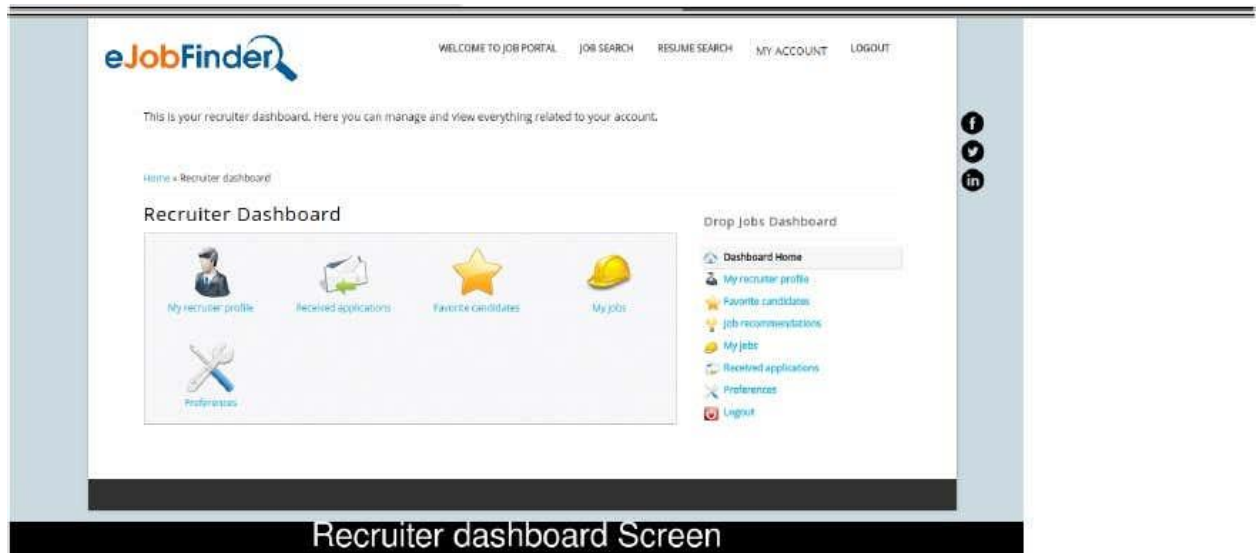 eJobFinder
WELCOME TO JOB PORTAL JOB SEARCH RESUME SEARCH MY ACCOUNT LOGOUT
This is your recruiter dashboard. Here you can manage and view everything related to your account.
Home » Recruiter dashboard
Recruiter Dashboard
My recruiter profile Received applications Favorite candidates My jobs
Preferences
Drop Jobs Dashboard
Dashboard Home
My recruiter profile
Favorite candidates
Job recommendations
My jobs
Received applications
Preferences
Logout
f
in
Recruiter dashboard Screen